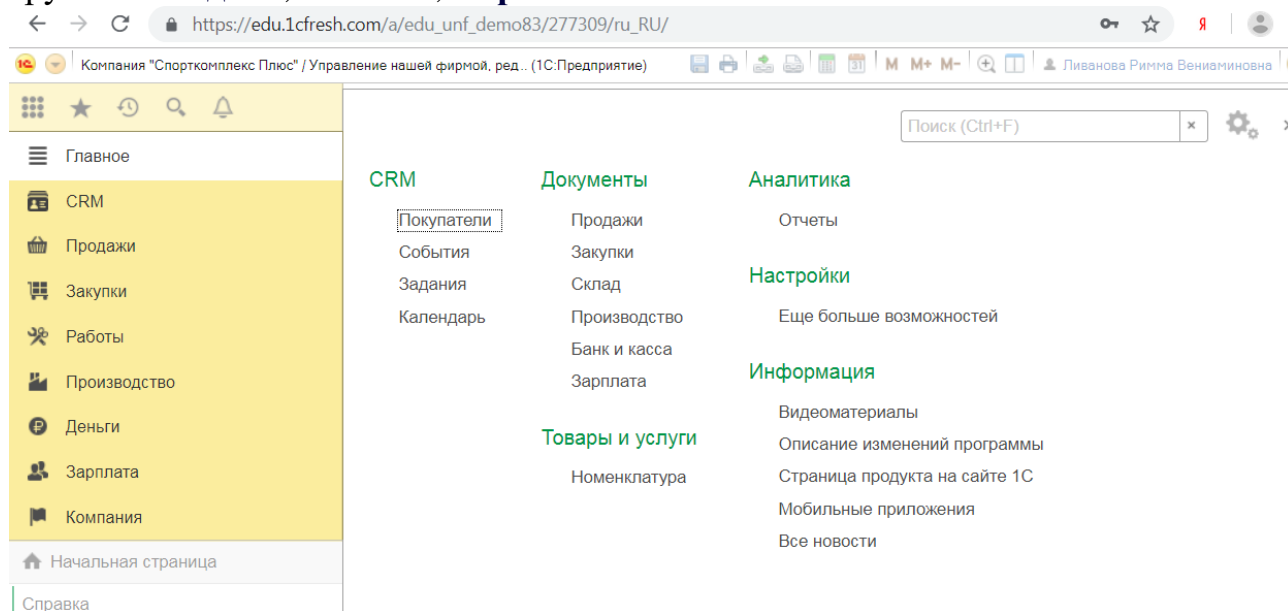 https://edu.1cfresh.com/a/edu_unf_demo83/277309/ru_RU/
Я
1С Компания "Спорткомплекс Плюс" / Управление нашей фирмой, ред.. (1С:Предприятие) 31 M M+ M- Ливанова Римма Вениаминовна
Поиск (Ctrl+F) ×
Главное
CRM
Продажи
Закупки
Работы
Производство
Деньги
Зарплата
Компания
Начальная страница
Справка
CRM
Покупатели
События
Задания
Календарь
Документы
Продажи
Закупки
Склад
Производство
Банк и касса
Зарплата
Товары и услуги
Номенклатура
Аналитика
Отчеты
Настройки
Еще больше возможностей
Информация
Видеоматериалы
Описание изменений программы
Страница продукта на сайте 1С
Мобильные приложения
Все новости